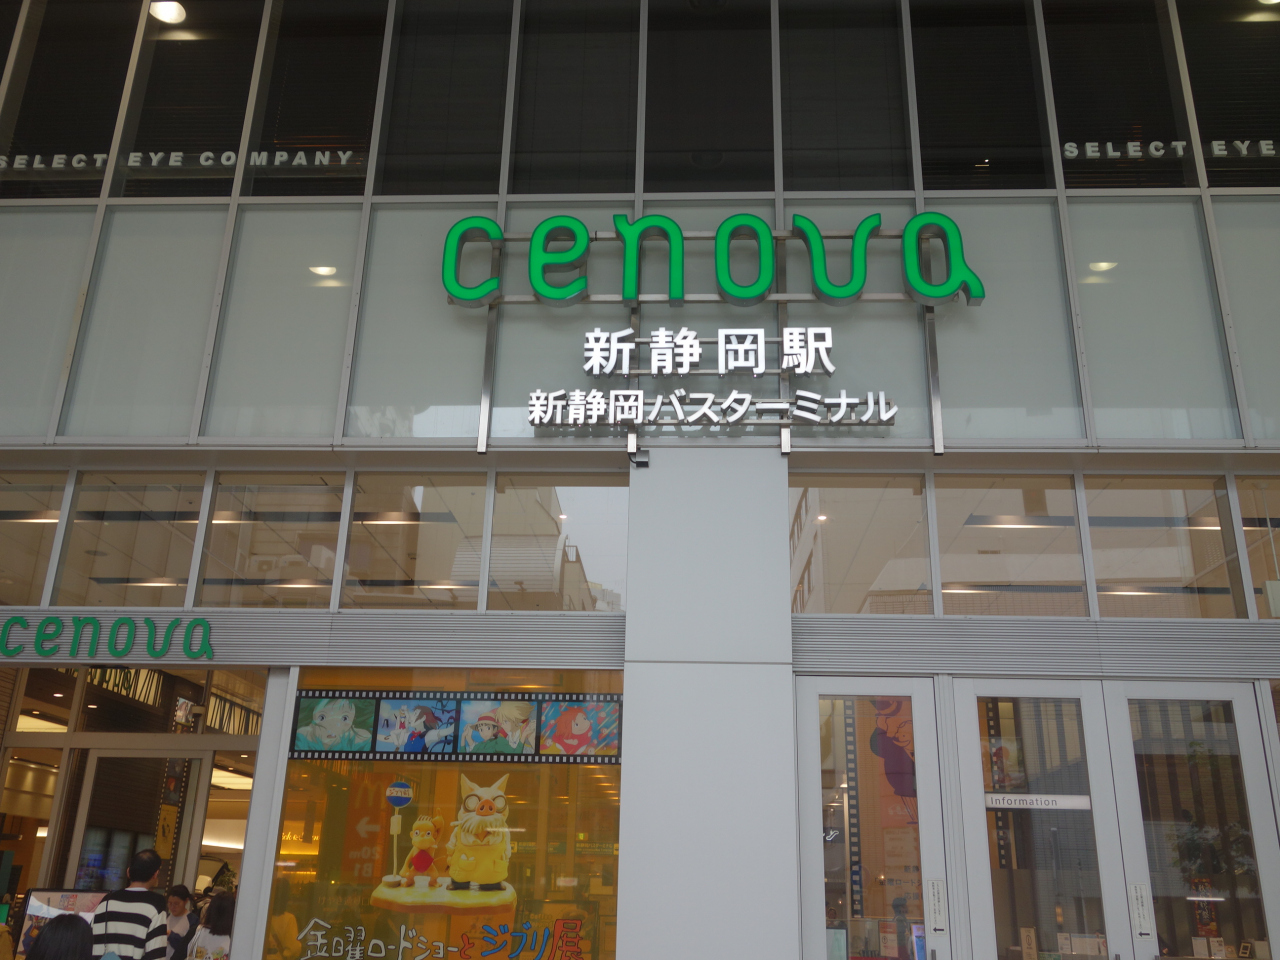 SELECT EYE COMPANY
SELECT EYE
cenova
新静岡駅
新静岡バスターミナル
cenova
Information
金曜ロードショーとジブリ展